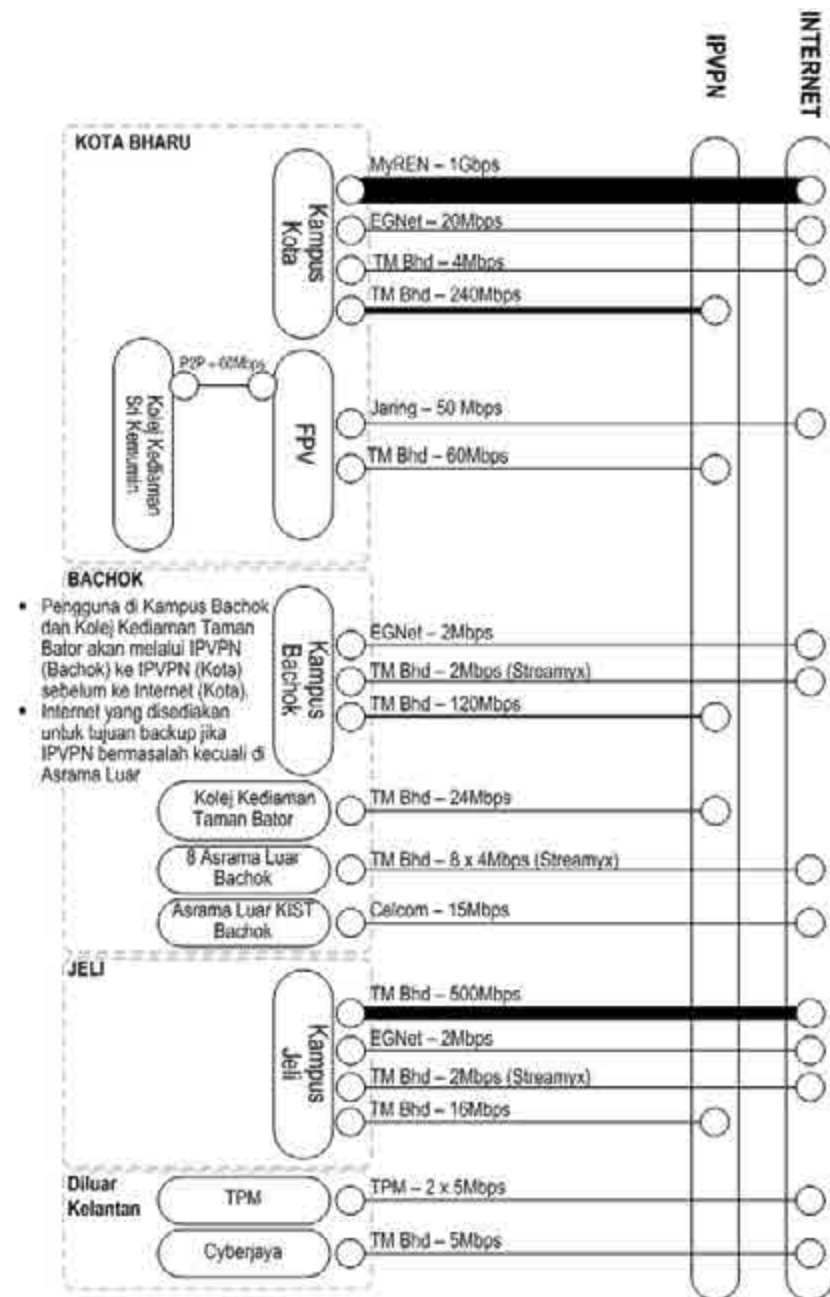 IPVPN
INTERNET
KOTA BHARU
Kampus
Kota
MyREN – 1Gbps
EGNet – 20Mbps
TM Bhd – 4Mbps
TM Bhd – 240Mbps
Kolej Kediaman
Sri Kemumin
P2P – 60Mbps
FPV
Jaring – 50 Mbps
TM Bhd – 60Mbps
BACHOK
• Pengguna di Kampus Bachok
dan Kolej Kediaman Taman
Bator akan melalui IPVPN
(Bachok) ke IPVPN (Kota)
sebelum ke Internet (Kota).
• Internet yang disediakan
untuk tujuan backup jika
IPVPN bermasalah kecuali di
Asrama Luar
Kampus
Bachok
EGNet – 2Mbps
TM Bhd – 2Mbps (Streamyx)
TM Bhd – 120Mbps
Kolej Kediaman
Taman Bator
TM Bhd – 24Mbps
8 Asrama Luar
Bachok
TM Bhd – 8 x 4Mbps (Streamyx)
Asrama Luar KIST
Bachok
Celcom – 15Mbps
JELI
Kampus
Jeli
TM Bhd – 500Mbps
EGNet – 2Mbps
TM Bhd – 2Mbps (Streamyx)
TM Bhd – 16Mbps
Diluar
Kelantan
TPM
TPM – 2 x 5Mbps
Cyberjaya
TM Bhd – 5Mbps